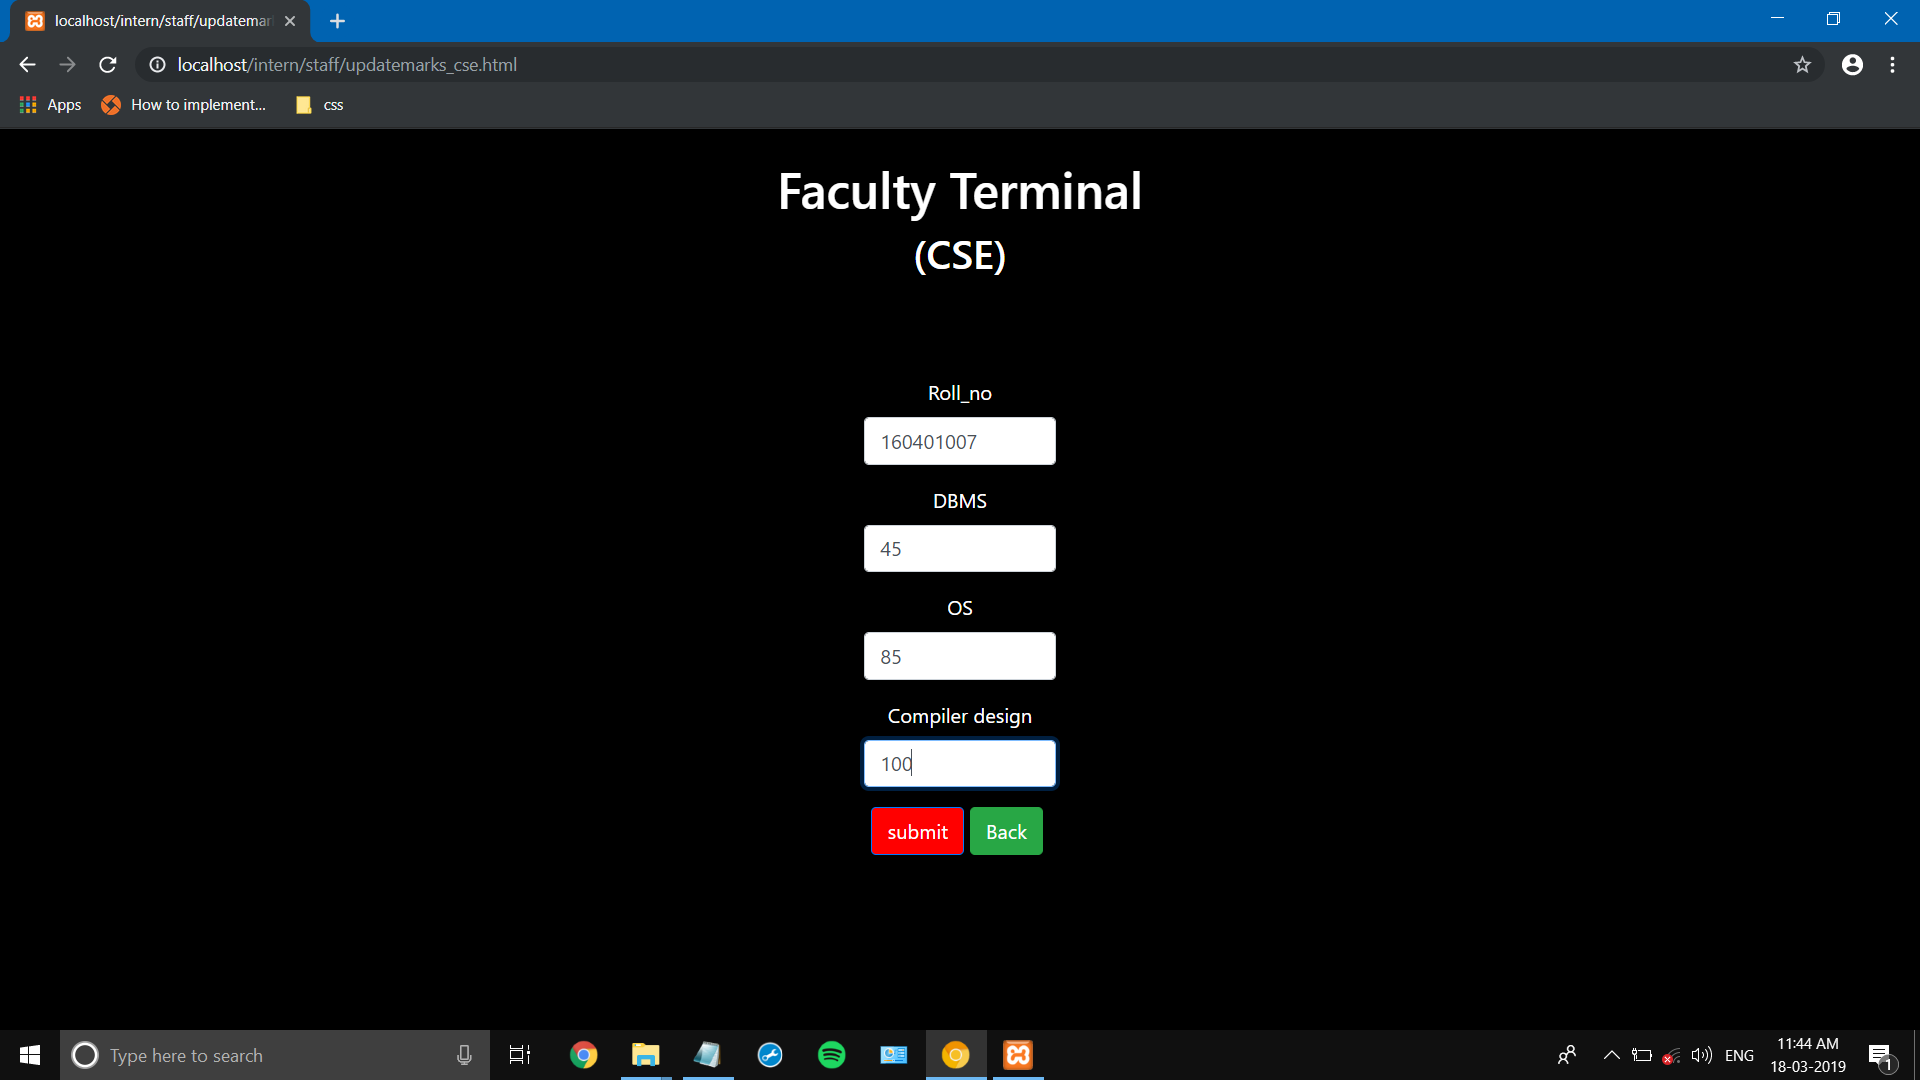 localhost/intern/staff/updatemar
localhost/intern/staff/updatemarks_cse.html
Apps
How to implement...
css
Faculty Terminal
(CSE)
Roll_no
160401007
DBMS
45
OS
85
Compiler design
100
submit
Back
Type here to search
ENG
11:44 AM
18-03-2019
1